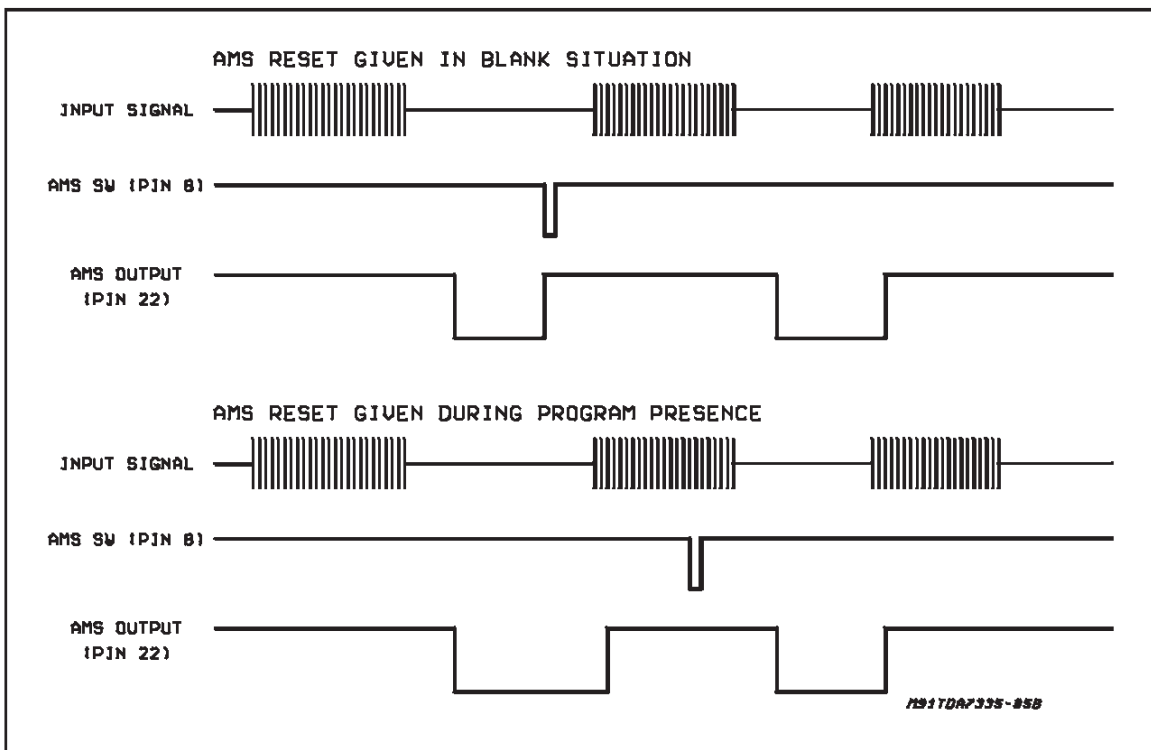 AMS RESET GIVEN IN BLANK SITUATION
INPUT SIGNAL
AMS SW (PIN 8)
AMS OUTPUT
(PIN 22)
AMS RESET GIVEN DURING PROGRAM PRESENCE
INPUT SIGNAL
AMS SW (PIN 8)
AMS OUTPUT
(PIN 22)
M91TDA7335-05B